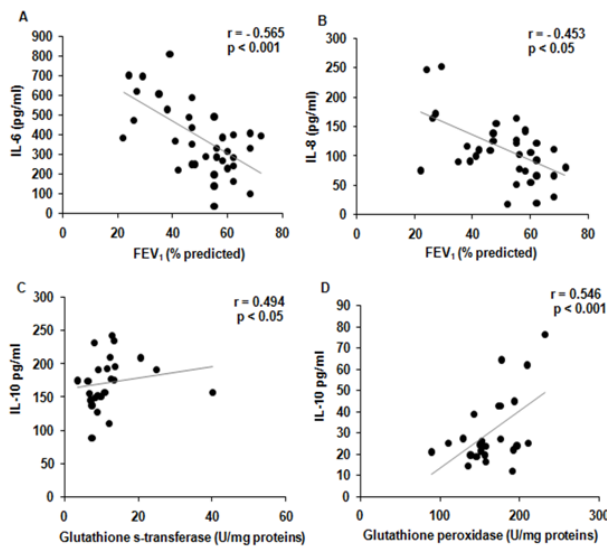 A
r = - 0.565
p < 0.001
IL-6 (pg/ml)
900
800
700
600
500
400
300
200
100
0
0 20 40 60 80
FEV₁ (% predicted)
B
r = - 0.453
p < 0.05
IL-8 (pg/ml)
300
250
200
150
100
50
0
0 20 40 60 80
FEV₁ (% predicted)
C
r = 0.494
p < 0.05
IL-10 pg/ml
300
250
200
150
100
50
0
0 20 40 60
Glutathione s-transferase (U/mg proteins)
D
r = 0.546
p < 0.001
IL-10 pg/ml
90
80
70
60
50
40
30
20
10
0
0 100 200 300
Glutathione peroxidase (U/mg proteins)